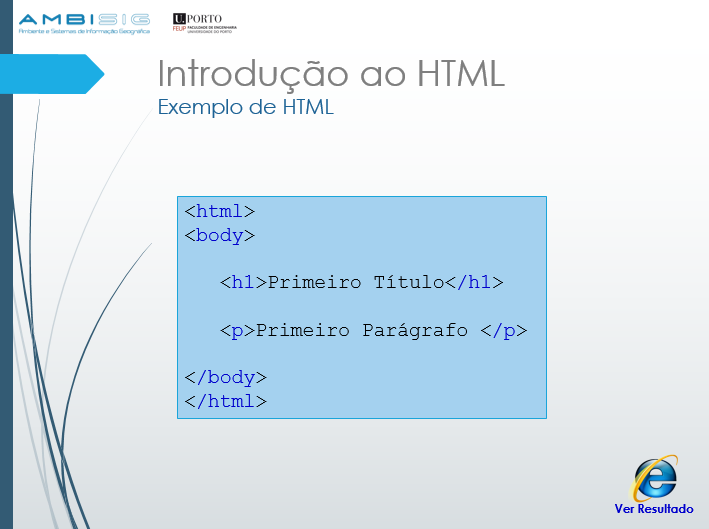 AMBISIG
Ambiente e Sistemas de Informação Geográfica
U.PORTO
FEUP FACULDADE DE ENGENHARIA
UNIVERSIDADE DO PORTO
Introdução ao HTML
Exemplo de HTML
<html>
<body>
<h1>Primeiro Título</h1>
<p>Primeiro Parágrafo </p>
</body>
</html>
Ver Resultado